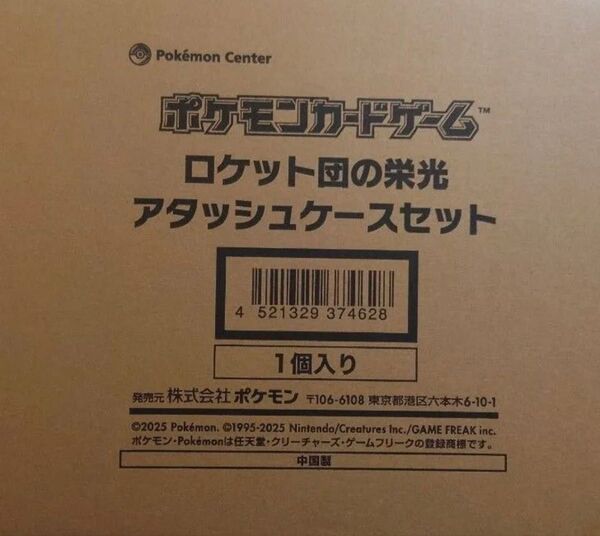 Pokémon Center
ポケモンカードゲーム™
ロケット団の栄光
アタッシュケースセット
4 521329 374628
1個入り
発売元 株式会社 ポケモン 〒106-6108 東京都港区六本木6-10-1
©2025 Pokémon. ©1995-2025 Nintendo/Creatures Inc./GAME FREAK inc.
ポケモン・Pokémonは任天堂・クリーチャーズ・ゲームフリークの登録商標です。
中国製